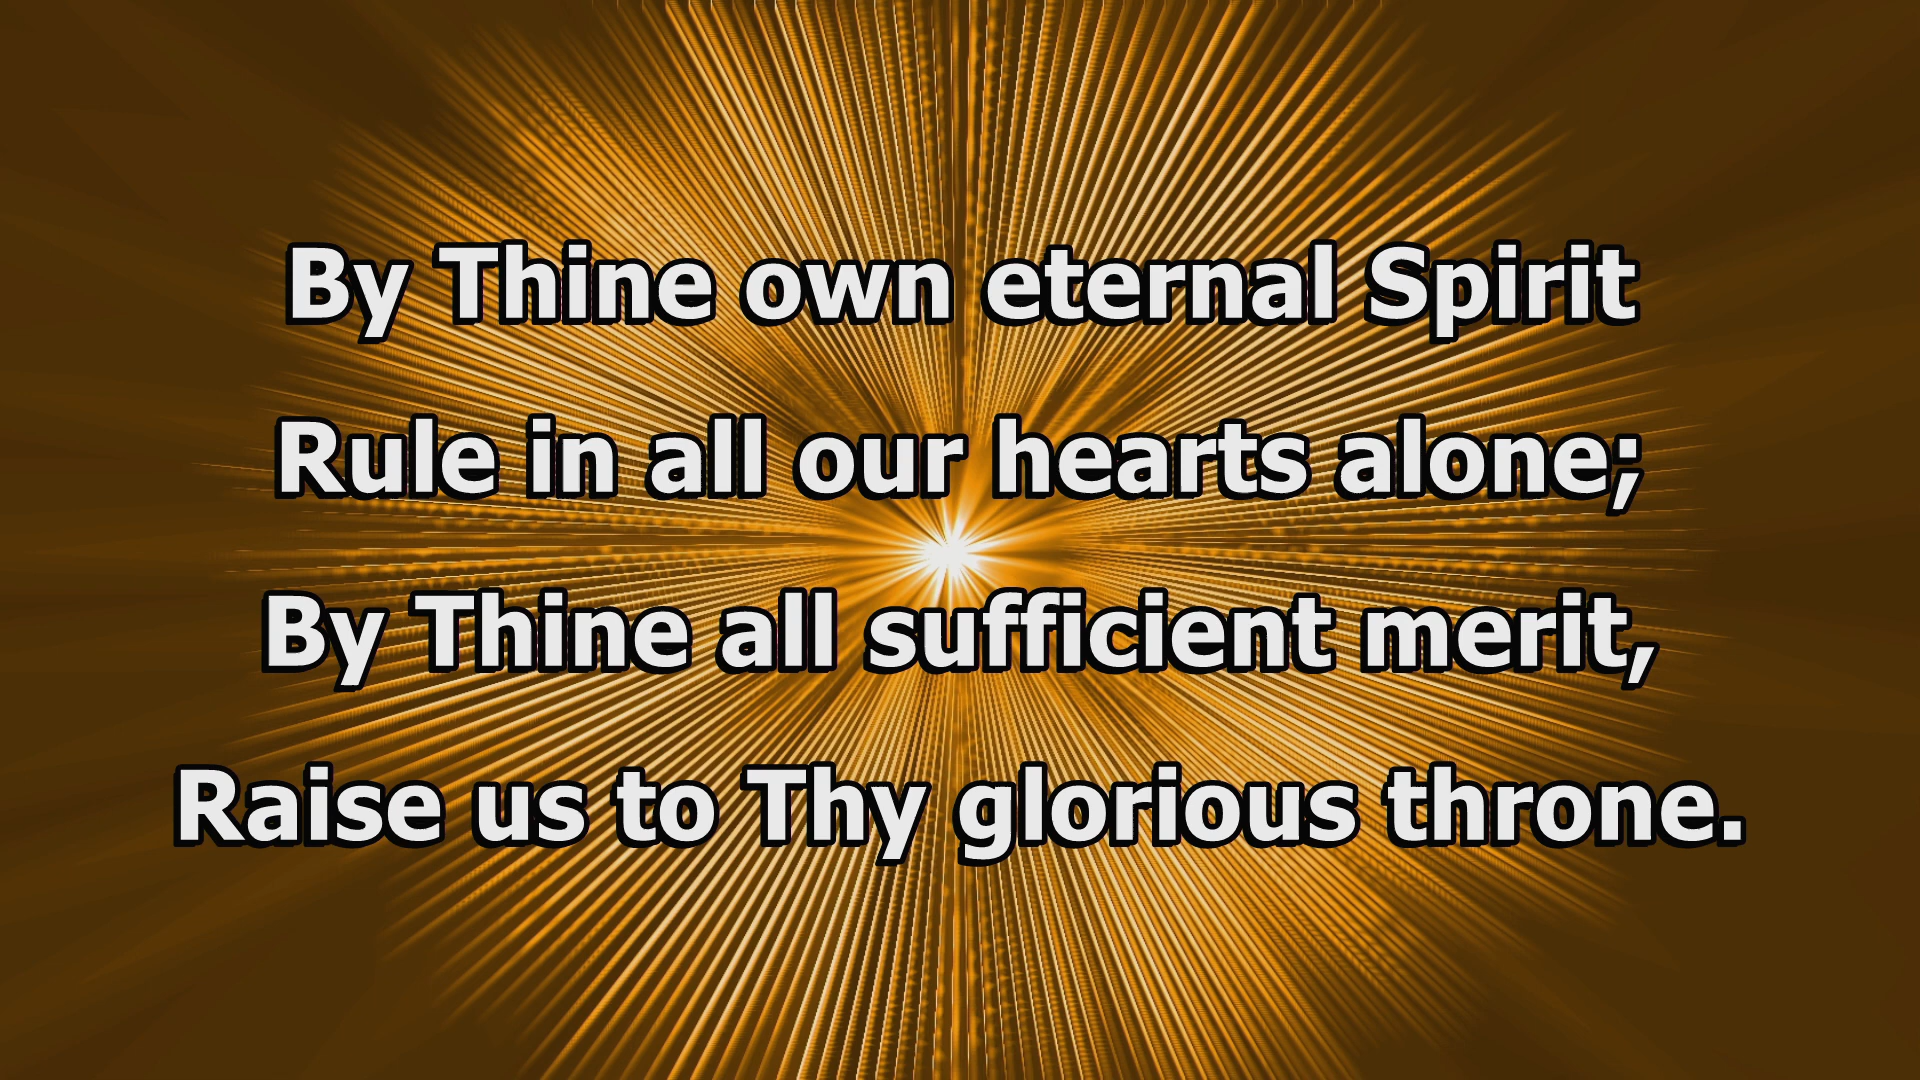 By Thine own eternal Spirit
Rule in all our hearts alone;
By Thine all sufficient merit,
Raise us to Thy glorious throne.